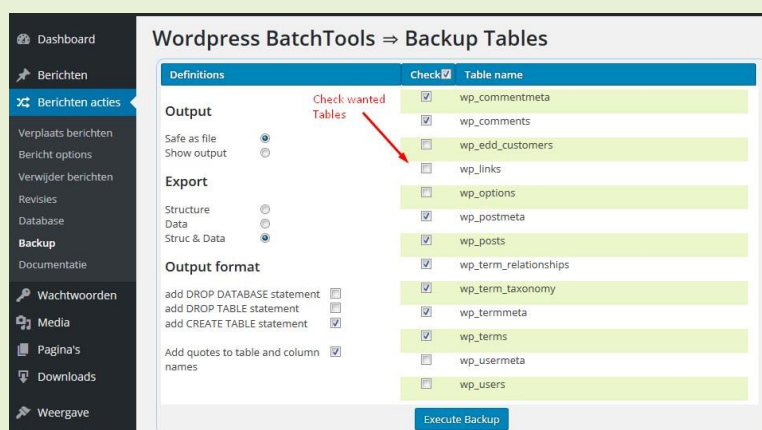 Dashboard
Berichten
Berichten acties
Verplaats berichten
Bericht options
Verwijder berichten
Revisies
Database
Backup
Documentatie
Wachtwoorden
Media
Pagina's
Downloads
Weergave
Wordpress BatchTools ⇒ Backup Tables
Definitions
Output
Safe as file
Show output
Export
Structure
Data
Struc & Data
Output format
add DROP DATABASE statement
add DROP TABLE statement
add CREATE TABLE statement
Add quotes to table and column
names
Check wanted
Tables
Check Table name
wp_commentmeta
wp_comments
wp_edd_customers
wp_links
wp_options
wp_postmeta
wp_posts
wp_term_relationships
wp_term_taxonomy
wp_termmeta
wp_terms
wp_usermeta
wp_users
Execute Backup